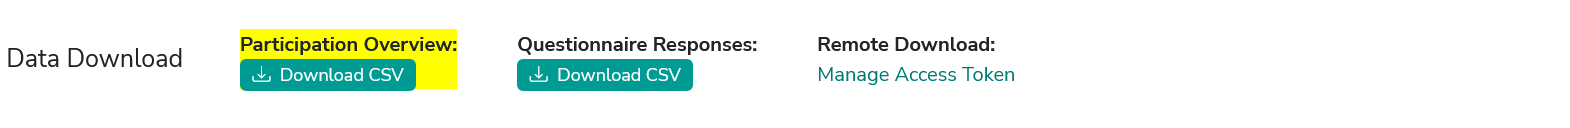 Data Download
Participation Overview:
Download CSV
Questionnaire Responses:
Download CSV
Remote Download:
Manage Access Token